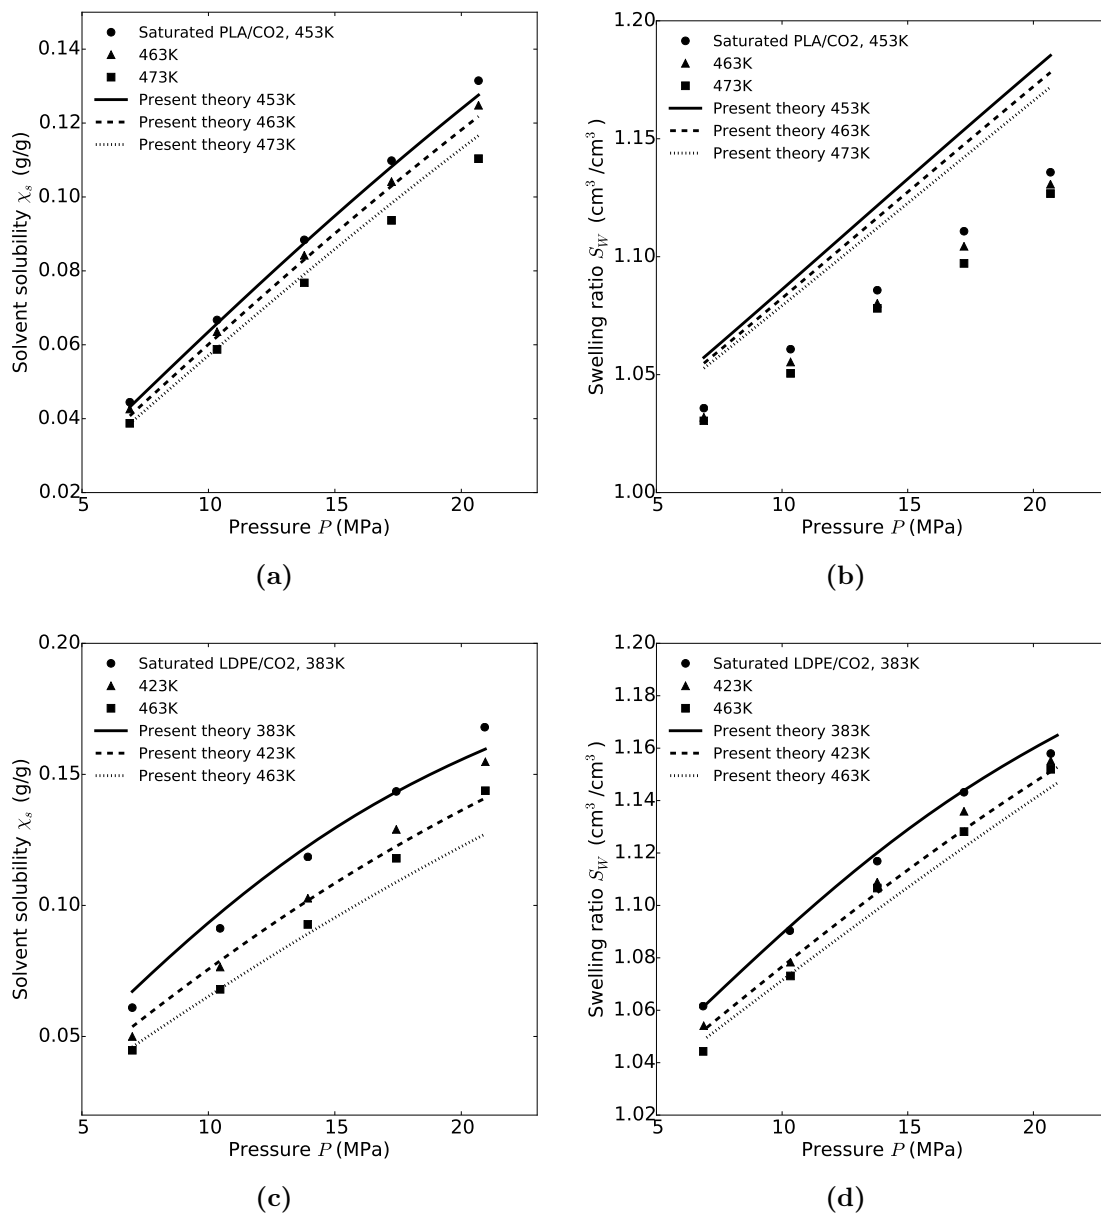 0.14
0.12
0.10
0.08
0.06
0.04
0.02
Solvent solubility χₛ (g/g)
Saturated PLA/CO2, 453K
463K
473K
Present theory 453K
Present theory 463K
Present theory 473K
5 10 15 20
Pressure P (MPa)
(a)
1.20
1.15
1.10
1.05
1.00
Swelling ratio S_W (cm³/cm³)
Saturated PLA/CO2, 453K
463K
473K
Present theory 453K
Present theory 463K
Present theory 473K
5 10 15 20
Pressure P (MPa)
(b)
0.20
0.15
0.10
0.05
Solvent solubility χₛ (g/g)
Saturated LDPE/CO2, 383K
423K
463K
Present theory 383K
Present theory 423K
Present theory 463K
5 10 15 20
Pressure P (MPa)
(c)
1.20
1.18
1.16
1.14
1.12
1.10
1.08
1.06
1.04
1.02
Swelling ratio S_W (cm³/cm³)
Saturated LDPE/CO2, 383K
423K
463K
Present theory 383K
Present theory 423K
Present theory 463K
5 10 15 20
Pressure P (MPa)
(d)